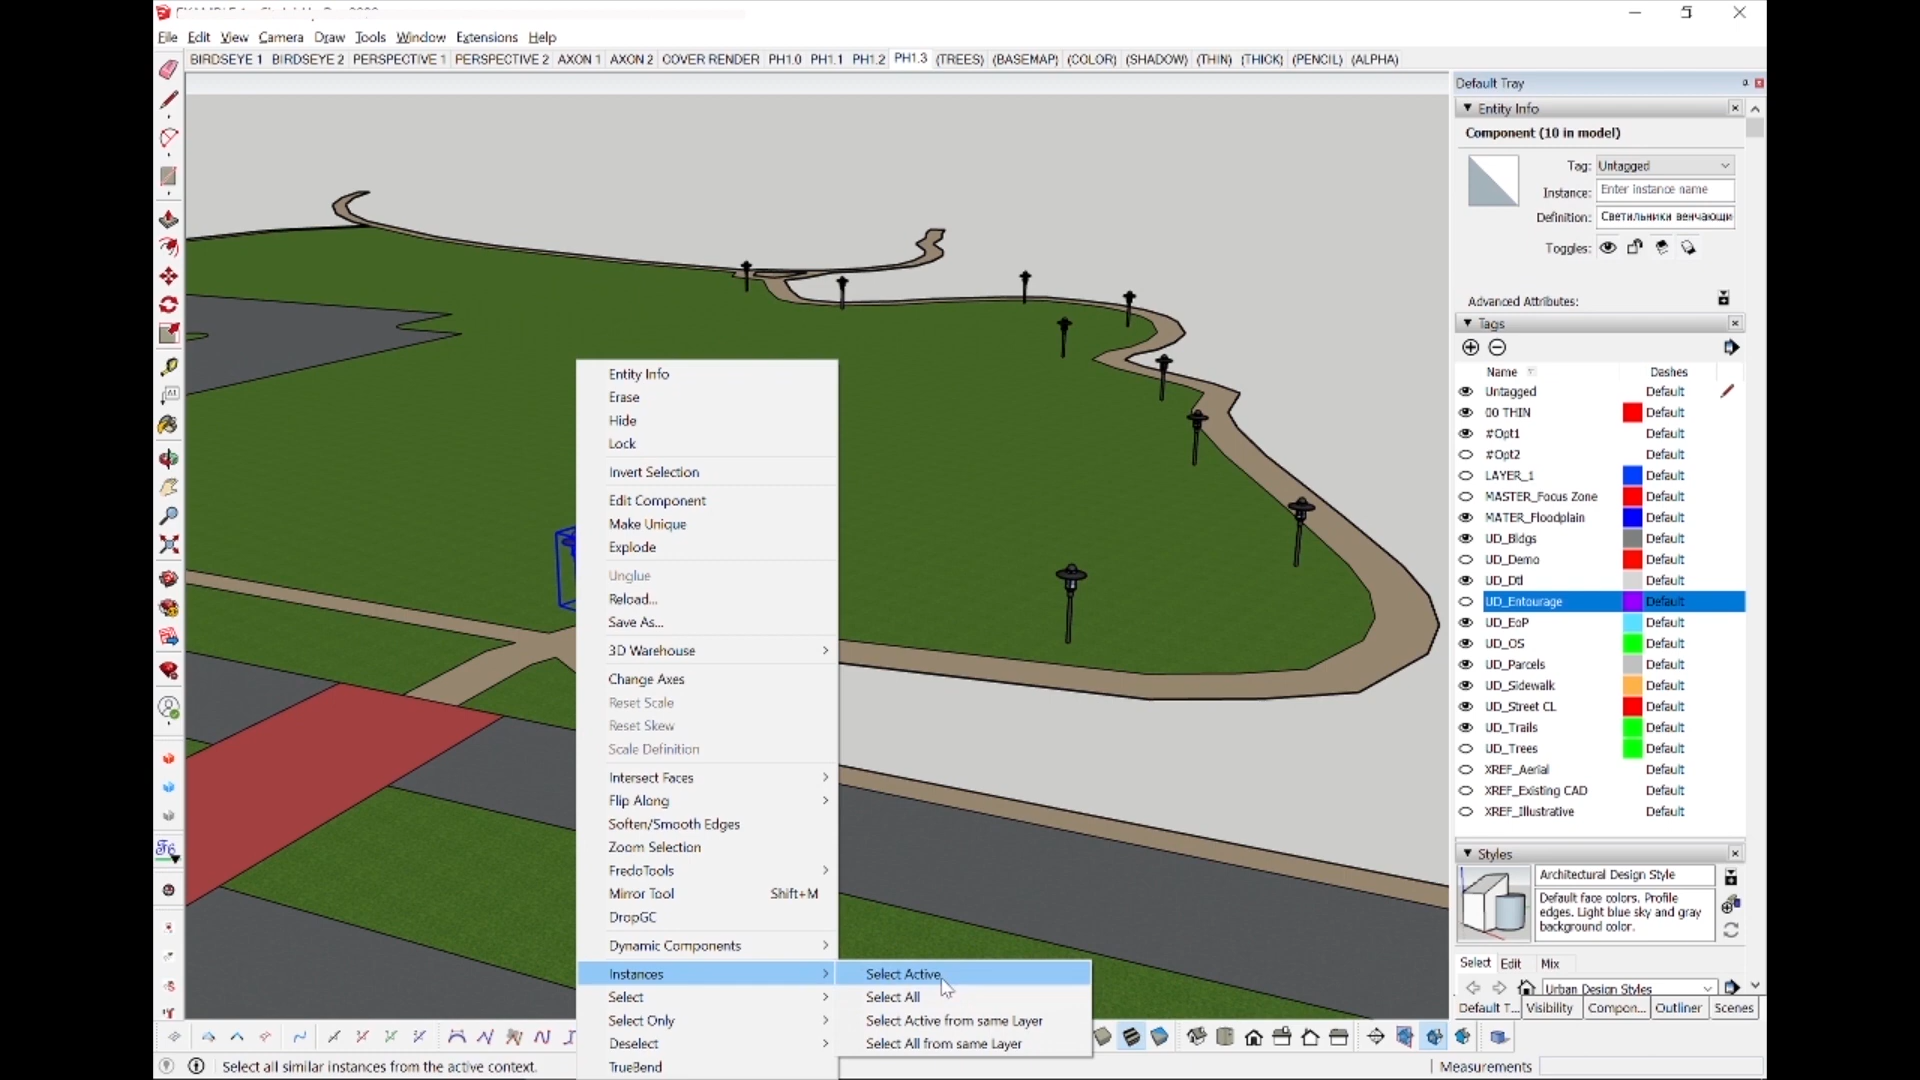 File Edit View Camera Draw Tools Window Extensions Help
BIRDSEYE 1 BIRDSEYE 2 PERSPECTIVE 1 PERSPECTIVE 2 AXON 1 AXON 2 COVER RENDER PH1.0 PH1.1 PH1.2 PH1.3 (TREES) (BASEMAP) (COLOR) (SHADOW) (THIN) (THICK) (PENCIL) (ALPHA)
Entity Info
Erase
Hide
Lock
Invert Selection
Edit Component
Make Unique
Explode
Unglue
Reload...
Save As...
3D Warehouse
Change Axes
Reset Scale
Reset Skew
Scale Definition
Intersect Faces
Flip Along
Soften/Smooth Edges
Zoom Selection
FredoTools
Mirror Tool Shift+M
DropGC
Dynamic Components
Instances
Select
Select Only
Deselect
TrueBend
Select Active
Select All
Select Active from same Layer
Select All from same Layer
Default Tray
Entity Info
Component (10 in model)
Tag: Untagged
Instance: Enter instance name
Definition: Светильники венчающи
Toggles:
Advanced Attributes:
Tags
Name Dashes
Untagged Default
00 THIN Default
#Opt1 Default
#Opt2 Default
LAYER_1 Default
MASTER_Focus Zone Default
MATER_Floodplain Default
UD_Bldgs Default
UD_Demo Default
UD_Dtl Default
UD_Entourage Default
UD_EoP Default
UD_OS Default
UD_Parcels Default
UD_Sidewalk Default
UD_Street CL Default
UD_Trails Default
UD_Trees Default
XREF_Aerial Default
XREF_Existing CAD Default
XREF_Illustrative Default
Styles
Architectural Design Style
Default face colors. Profile
edges. Light blue sky and gray
background color.
Select Edit Mix
Urban Design Styles
Default T... Visibility Compon... Outliner Scenes
Select all similar instances from the active context.
Measurements